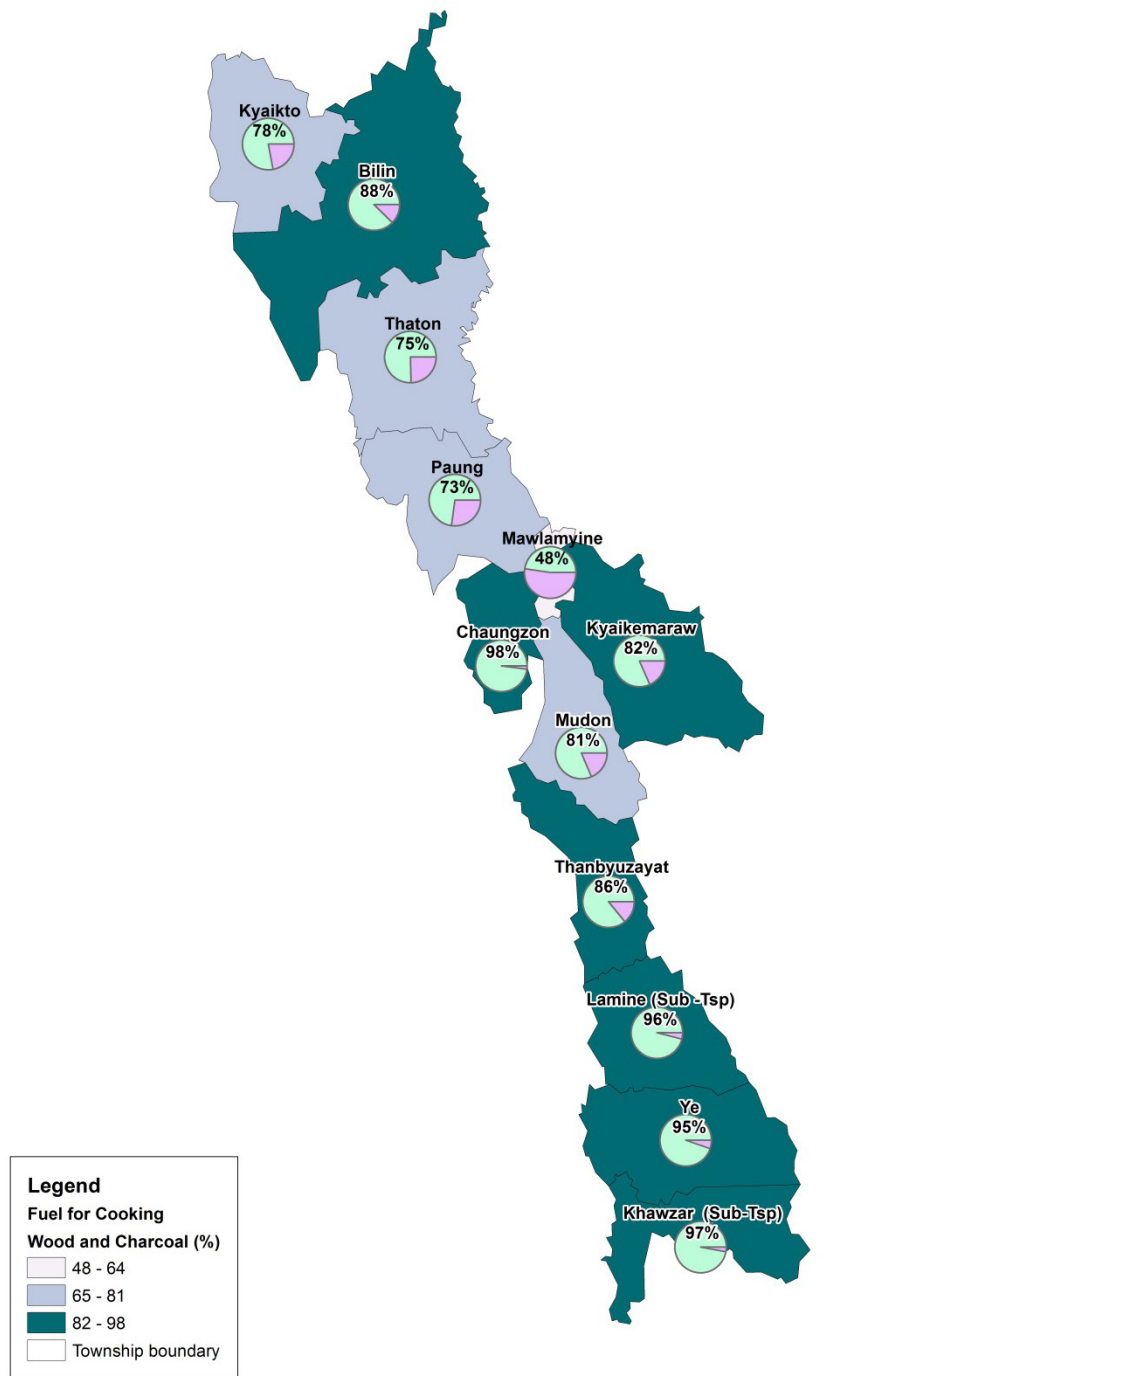 Kyaikto
78%
Bilin
88%
Thaton
75%
Paung
73%
Mawlamyine
48%
Chaungzon
98%
Kyaikemaraw
82%
Mudon
81%
Thanbyuzayat
86%
Lamine (Sub -Tsp)
96%
Ye
95%
Khawzar (Sub-Tsp)
97%
Legend
Fuel for Cooking
Wood and Charcoal (%)
48 - 64
65 - 81
82 - 98
Township boundary